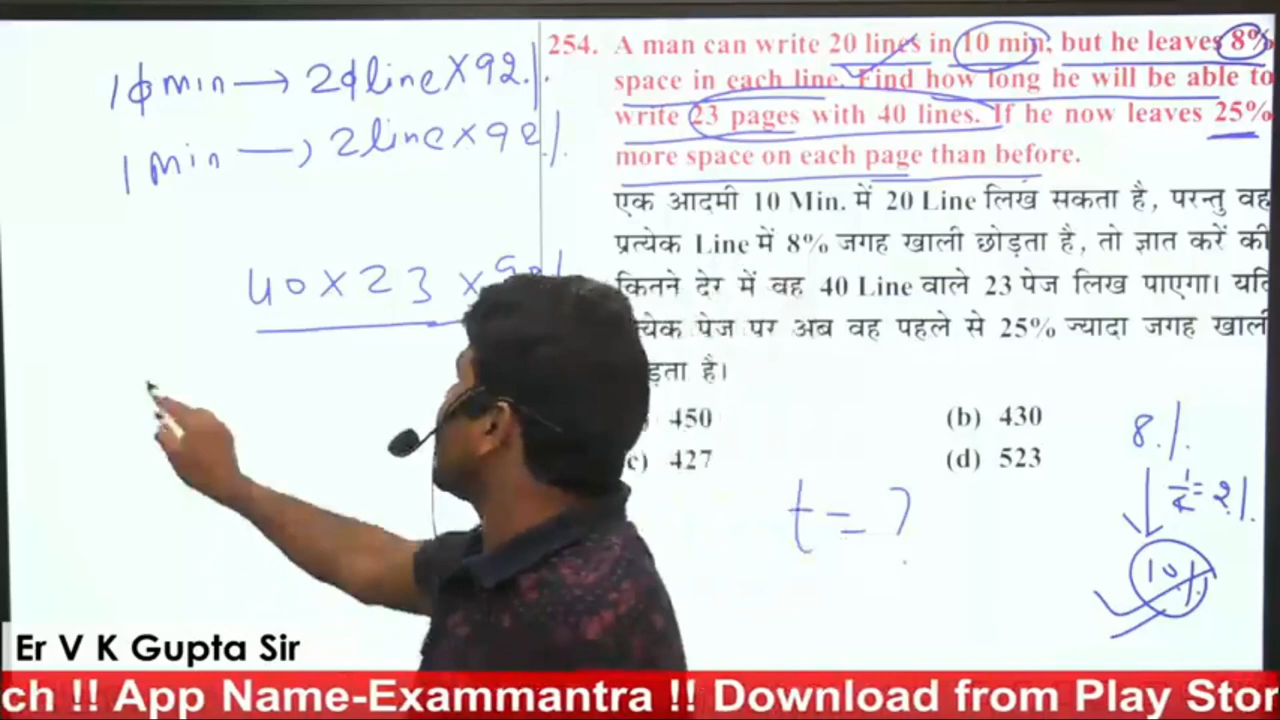 10 min → 20 line × 92 %
1 min → 2 line × 92 %
40 × 23 ×
254. A man can write 20 lines in 10 min; but he leaves 8%
space in each line. Find how long he will be able to
write 23 pages with 40 lines. If he now leaves 25%
more space on each page than before.
एक आदमी 10 Min. में 20 Line लिख सकता है, परन्तु वह
प्रत्येक Line में 8% जगह खाली छोड़ता है, तो ज्ञात करें की
कितने देर में वह 40 Line वाले 23 पेज लिख पाएगा। यदि
पेज पर अब वह पहले से 25% ज्यादा जगह खाली
है।
450 (b) 430
427 (d) 523
t = ?
8 %
= 2 %
10 %
Er V K Gupta Sir
ch !! App Name-Exammantra !! Download from Play Stor